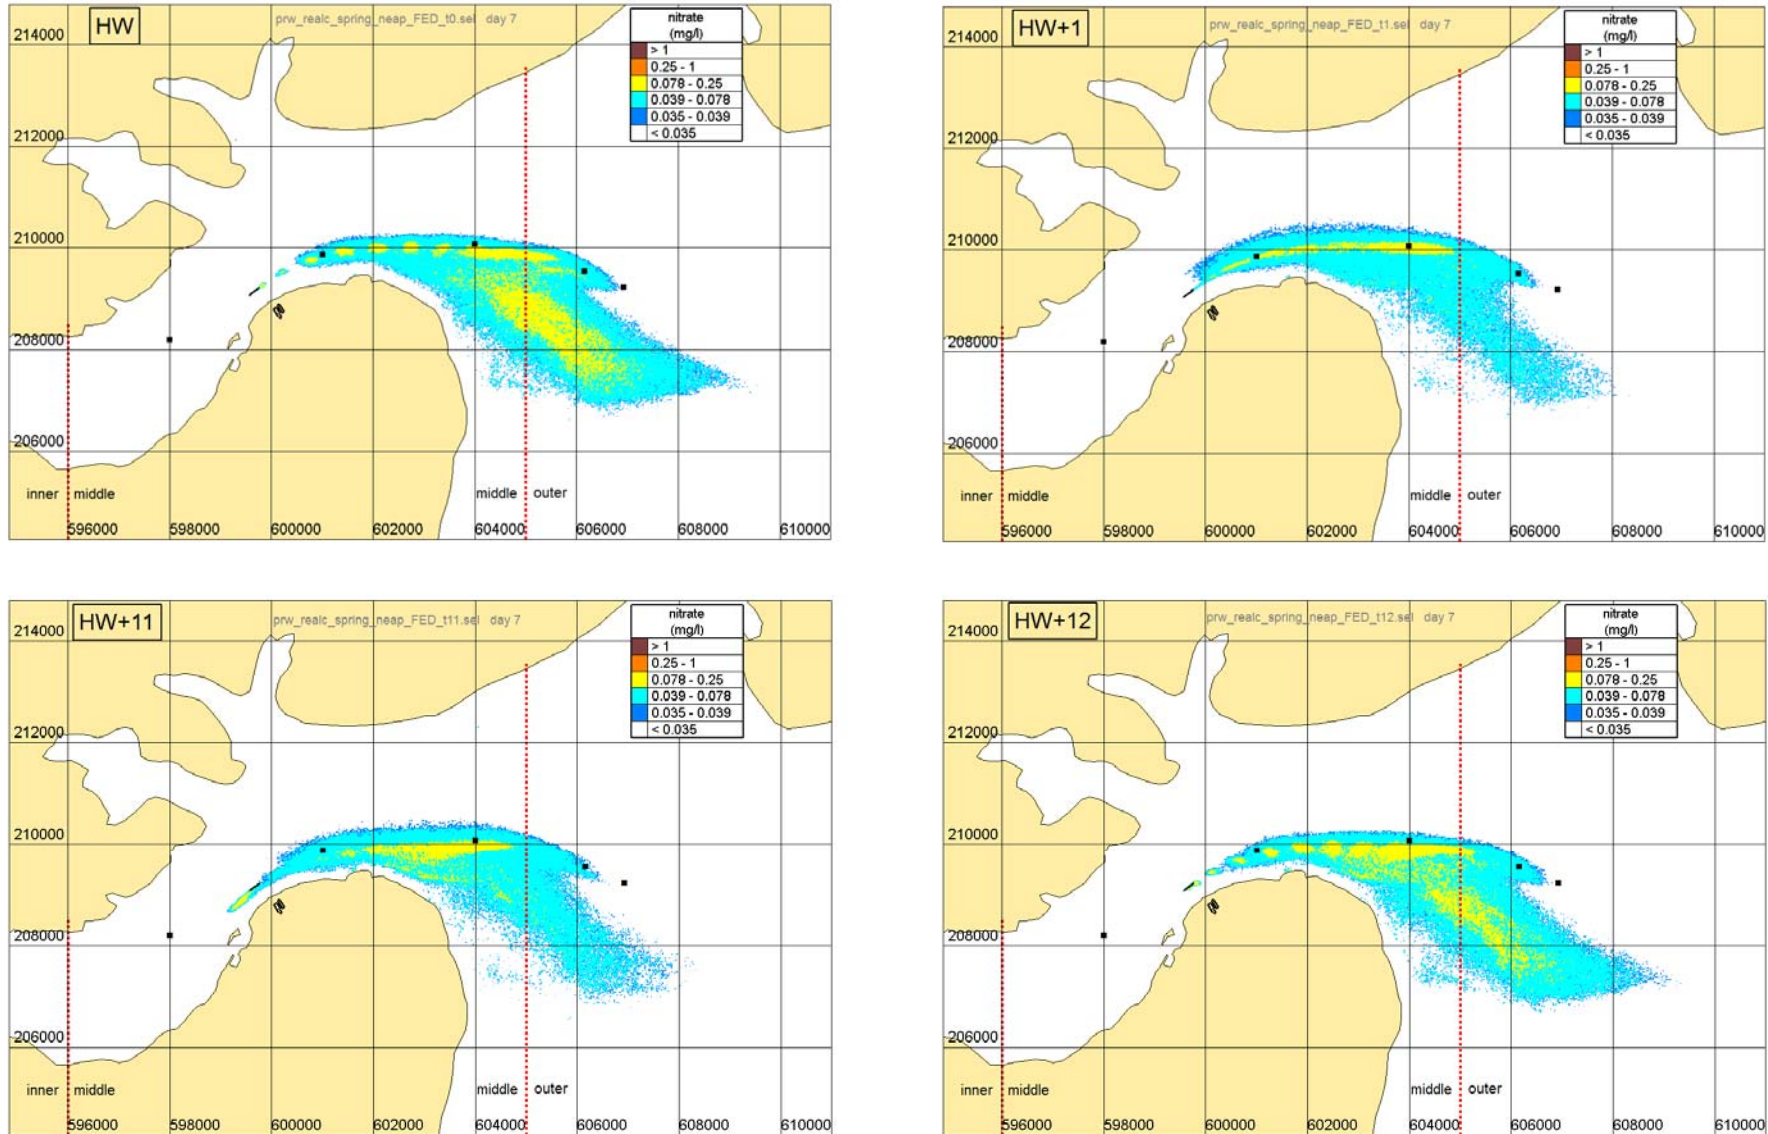 HW
prw_realc_spring_neap_FED_t0.sel day 7
nitrate
(mg/l)
> 1
0.25 - 1
0.078 - 0.25
0.039 - 0.078
0.035 - 0.039
< 0.035
214000
212000
210000
208000
206000
inner middle
middle outer
596000 598000 600000 602000 604000 606000 608000 610000
HW+1
prw_realc_spring_neap_FED_t1.sel day 7
nitrate
(mg/l)
> 1
0.25 - 1
0.078 - 0.25
0.039 - 0.078
0.035 - 0.039
< 0.035
214000
212000
210000
208000
206000
inner middle
middle outer
596000 598000 600000 602000 604000 606000 608000 610000
HW+11
prw_realc_spring_neap_FED_t11.sel day 7
nitrate
(mg/l)
> 1
0.25 - 1
0.078 - 0.25
0.039 - 0.078
0.035 - 0.039
< 0.035
214000
212000
210000
208000
206000
inner middle
middle outer
596000 598000 600000 602000 604000 606000 608000 610000
HW+12
prw_realc_spring_neap_FED_t12.sel day 7
nitrate
(mg/l)
> 1
0.25 - 1
0.078 - 0.25
0.039 - 0.078
0.035 - 0.039
< 0.035
214000
212000
210000
208000
206000
inner middle
middle outer
596000 598000 600000 602000 604000 606000 608000 610000